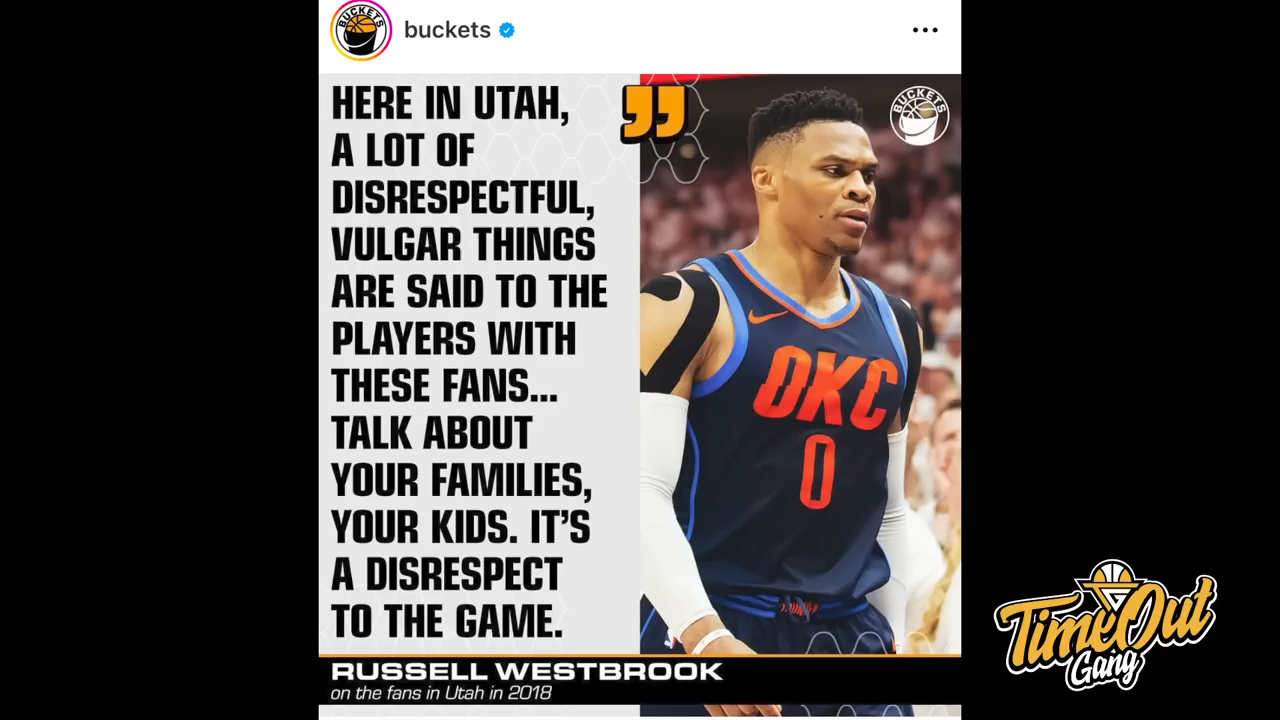 BUCKETS
buckets
HERE IN UTAH,
A LOT OF
DISRESPECTFUL,
VULGAR THINGS
ARE SAID TO THE
PLAYERS WITH
THESE FANS...
TALK ABOUT
YOUR FAMILIES,
YOUR KIDS. IT'S
A DISRESPECT
TO THE GAME.
”
BUCKETS
OKC
0
RUSSELL WESTBROOK
on the fans in Utah in 2018
TimeOut
Gang